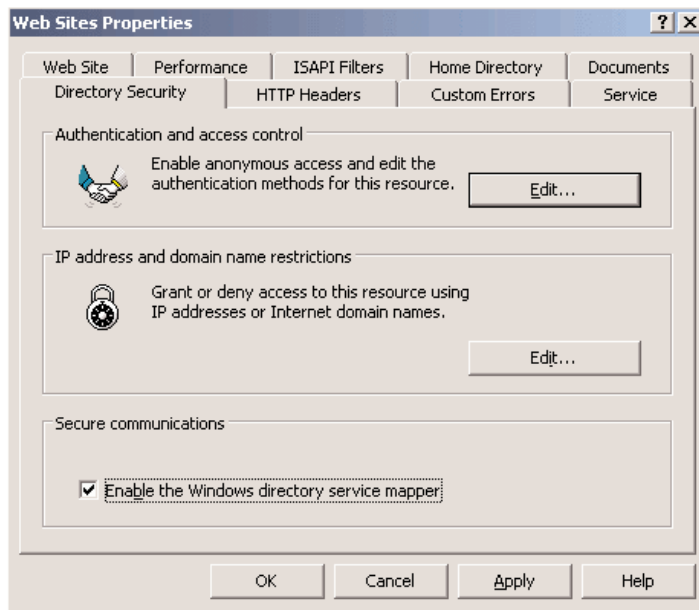 Web Sites Properties
Web Site Performance ISAPI Filters Home Directory Documents
Directory Security HTTP Headers Custom Errors Service
Authentication and access control
Enable anonymous access and edit the
authentication methods for this resource.
Edit...
IP address and domain name restrictions
Grant or deny access to this resource using
IP addresses or Internet domain names.
Edit...
Secure communications
Enable the Windows directory service mapper
OK Cancel Apply Help